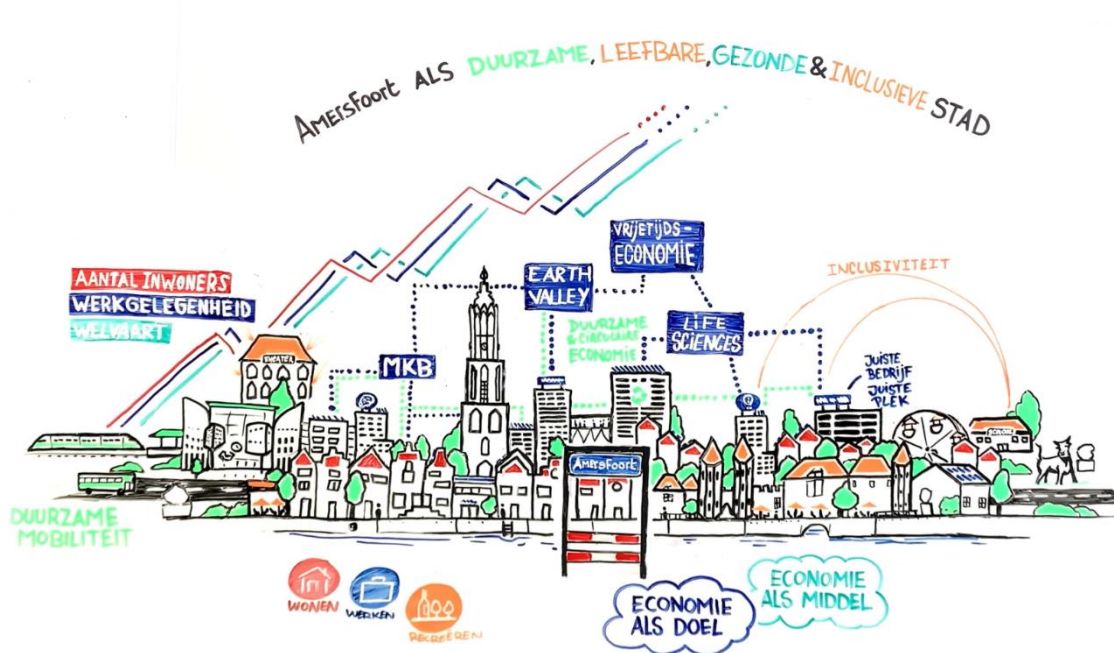 AMERSFOORT ALS DUURZAME, LEEFBARE, GEZONDE & INCLUSIEVE STAD
VRIJETIJDS-
ECONOMIE
EARTH
VALLEY
INCLUSIVITEIT
AANTAL INWONERS
WERKGELEGENHEID
WELVAART
DUURZAME
& CIRCULAIRE
ECONOMIE
LIFE
SCIENCES
MKB
THEATER
JUISTE
BEDRIJF
JUISTE
PLEK
AMERSFOORT
DUURZAME
MOBILITEIT
WONEN
WERKEN
RECREËREN
ECONOMIE
ALS DOEL
ECONOMIE
ALS MIDDEL